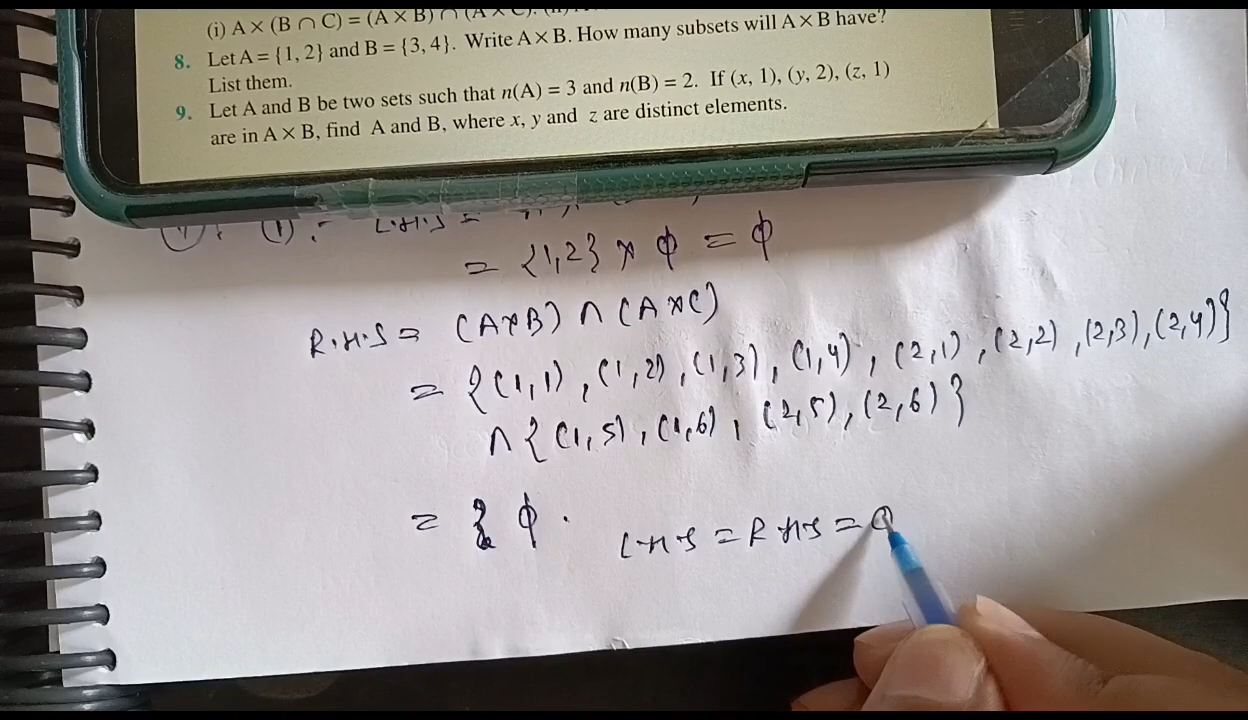 (i) A × (B ∩ C) = (A × B) ∩ (A × C).
8. Let A = {1, 2} and B = {3, 4}. Write A × B. How many subsets will A × B have?
List them.
9. Let A and B be two sets such that n(A) = 3 and n(B) = 2. If (x, 1), (y, 2), (z, 1)
are in A × B, find A and B, where x, y and z are distinct elements.
L.H.S =
= {1,2} × φ = φ
R.H.S = (A×B) ∩ (A×C)
= {(1,1), (1,2), (1,3), (1,4), (2,1), (2,2), (2,3), (2,4)}
∩ {(1,5), (1,6), (2,5), (2,6)}
= φ.
LHS = RHS =